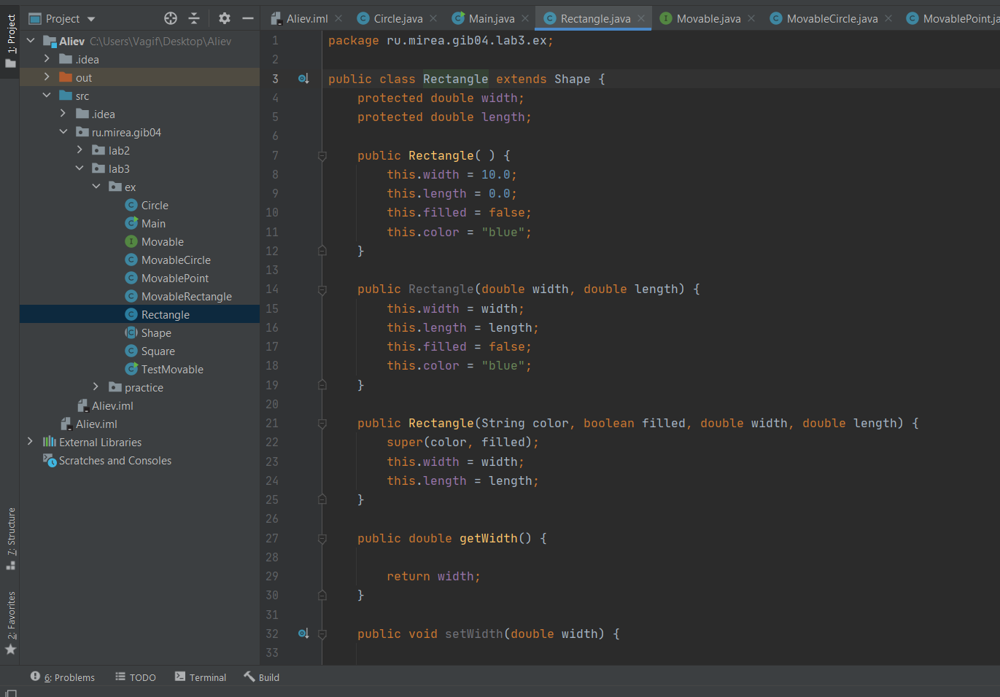 1: Project
Project
Aliev.iml
Circle.java
Main.java
Rectangle.java
Movable.java
MovableCircle.java
MovablePoint.ja
Aliev C:\Users\Vagif\Desktop\Aliev
.idea
out
src
.idea
ru.mirea.gib04
lab2
lab3
ex
Circle
Main
Movable
MovableCircle
MovablePoint
MovableRectangle
Rectangle
Shape
Square
TestMovable
practice
Aliev.iml
Aliev.iml
External Libraries
Scratches and Consoles
7: Structure
2: Favorites
1 package ru.mirea.gib04.lab3.ex;
2
3 public class Rectangle extends Shape {
4 protected double width;
5 protected double length;
6
7 public Rectangle( ) {
8 this.width = 10.0;
9 this.length = 0.0;
10 this.filled = false;
11 this.color = "blue";
12 }
13
14 public Rectangle(double width, double length) {
15 this.width = width;
16 this.length = length;
17 this.filled = false;
18 this.color = "blue";
19 }
20
21 public Rectangle(String color, boolean filled, double width, double length) {
22 super(color, filled);
23 this.width = width;
24 this.length = length;
25 }
26
27 public double getWidth() {
28
29 return width;
30 }
31
32 public void setWidth(double width) {
33
6: Problems
TODO
Terminal
Build